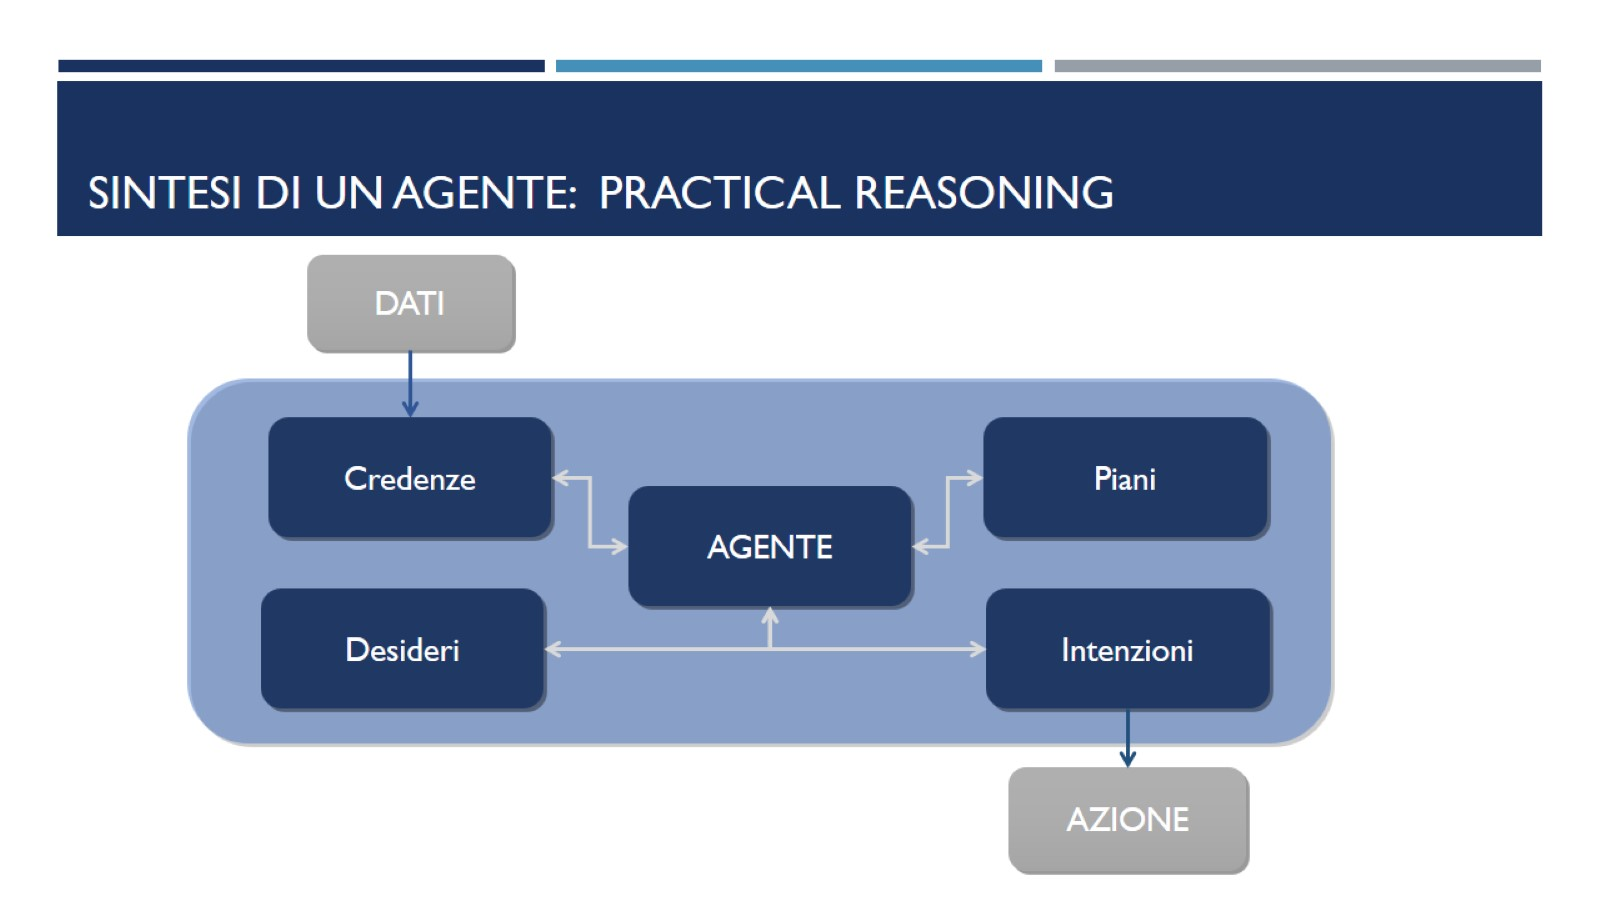 SINTESI DI UN AGENTE: PRACTICAL REASONING
DATI
Credenze
Piani
AGENTE
Desideri
Intenzioni
AZIONE